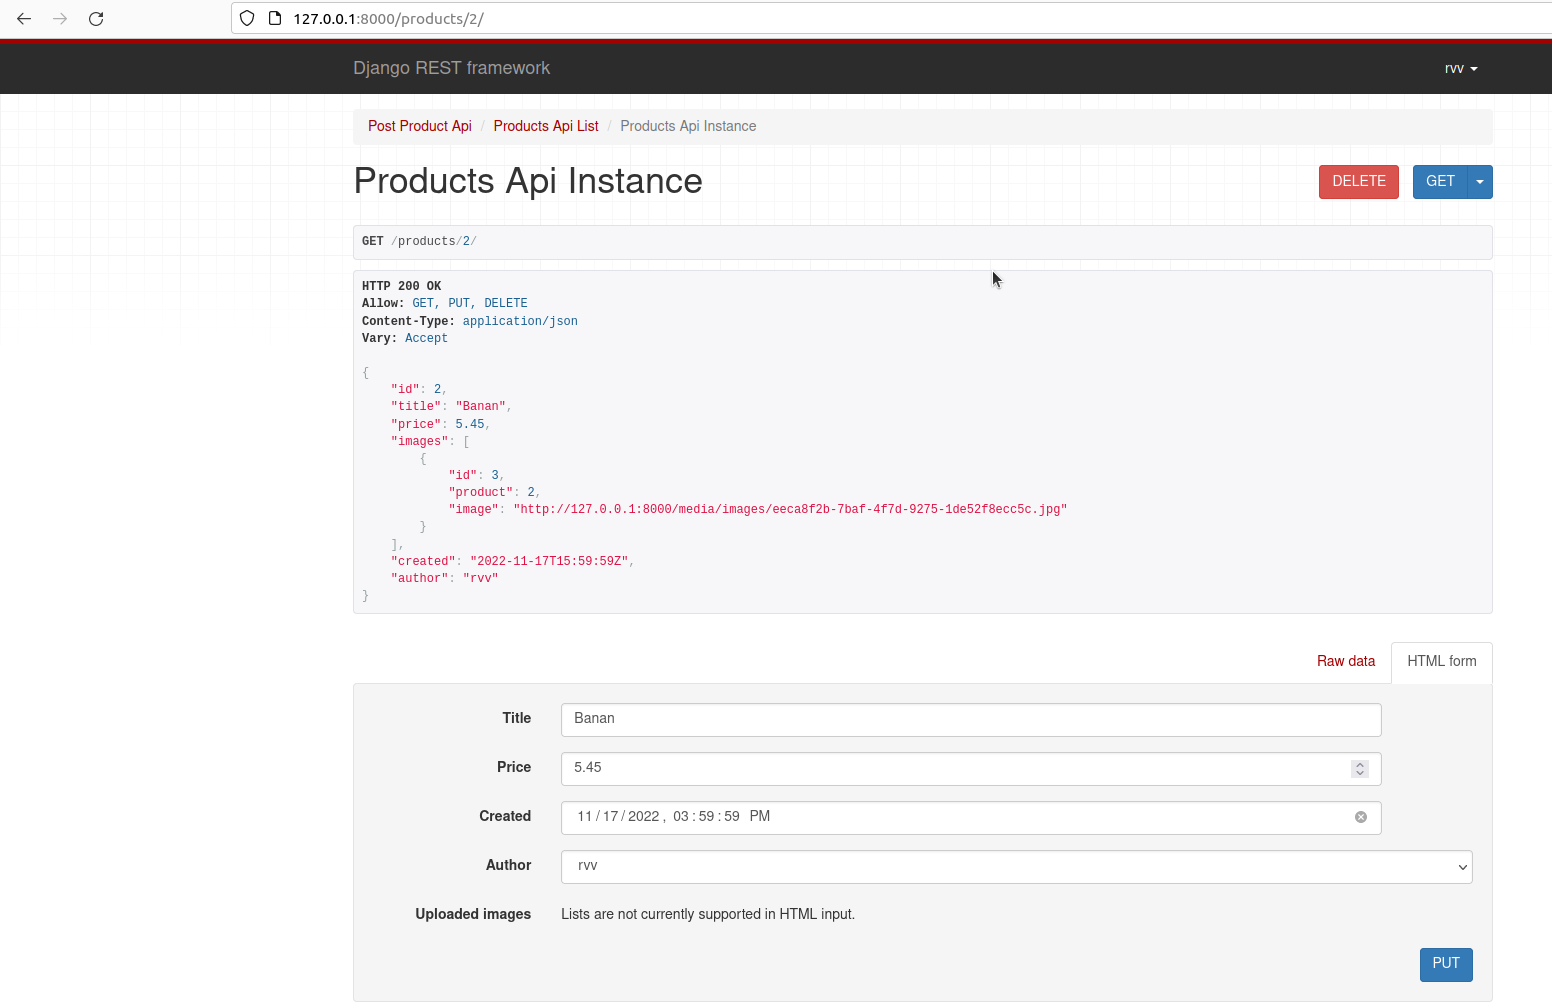 127.0.0.1:8000/products/2/
Django REST framework
rvv
Post Product Api / Products Api List / Products Api Instance
Products Api Instance
DELETE
GET
GET /products/2/
HTTP 200 OK
Allow: GET, PUT, DELETE
Content-Type: application/json
Vary: Accept
{
    "id": 2,
    "title": "Banan",
    "price": 5.45,
    "images": [
        {
            "id": 3,
            "product": 2,
            "image": "http://127.0.0.1:8000/media/images/eeca8f2b-7baf-4f7d-9275-1de52f8ecc5c.jpg"
        }
    ],
    "created": "2022-11-17T15:59:59Z",
    "author": "rvv"
}
Raw data
HTML form
Title
Banan
Price
5.45
Created
11 / 17 / 2022 , 03 : 59 : 59 PM
Author
rvv
Uploaded images
Lists are not currently supported in HTML input.
PUT